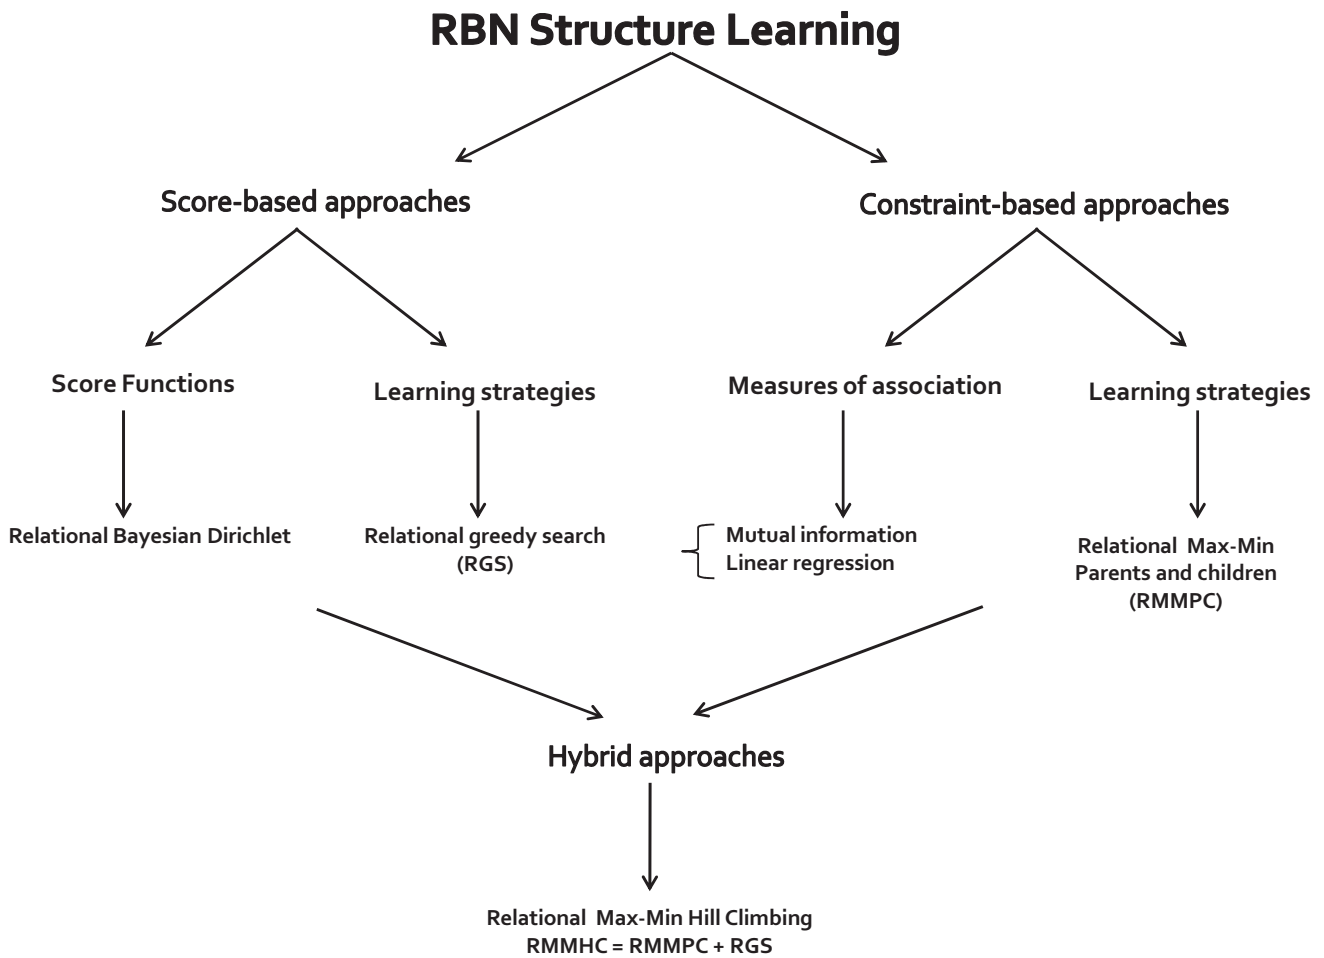 RBN Structure Learning
Score-based approaches
Constraint-based approaches
Score Functions
Learning strategies
Measures of association
Learning strategies
Relational Bayesian Dirichlet
Relational greedy search
(RGS)
Mutual information
Linear regression
Relational Max-Min
Parents and children
(RMMPC)
Hybrid approaches
Relational Max-Min Hill Climbing
RMMHC = RMMPC + RGS